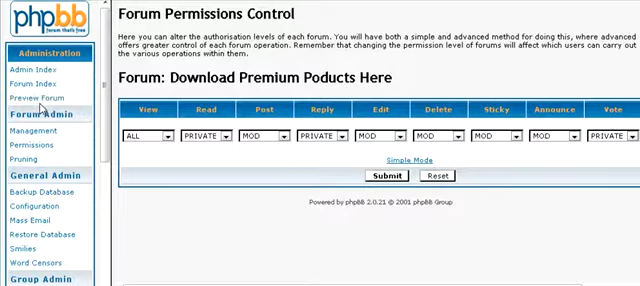 phpbb
forum that's free
Administration
Admin Index
Forum Index
Preview Forum
Forum Admin
Management
Permissions
Pruning
General Admin
Backup Database
Configuration
Mass Email
Restore Database
Smilies
Word Censors
Group Admin
Forum Permissions Control
Here you can alter the authorisation levels of each forum. You will have both a simple and advanced method for doing this, where advanced
offers greater control of each forum operation. Remember that changing the permission level of forums will affect which users can carry out
the various operations within them.
Forum: Download Premium Poducts Here
View Read Post Reply Edit Delete Sticky Announce Vote
ALL PRIVATE MOD PRIVATE MOD MOD MOD MOD PRIVATE
Simple Mode
Submit Reset
Powered by phpBB 2.0.21 © 2001 phpBB Group